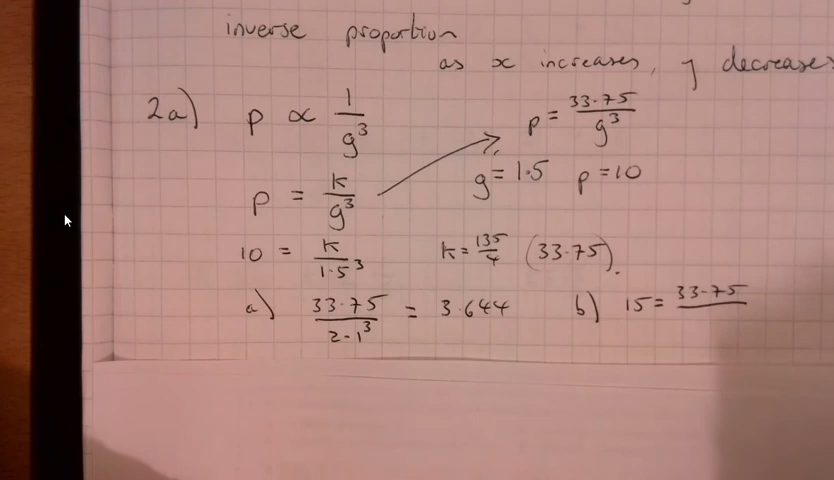 inverse proportion
as x increases, y decreases
2a) p ∝ 1/g³
p = 33·75/g³
p = k/g³
g = 1·5 p = 10
10 = k/1·5³
k = 135/4 (33·75).
a) 33·75/2·1³ = 3·644
b) 15 = 33·75